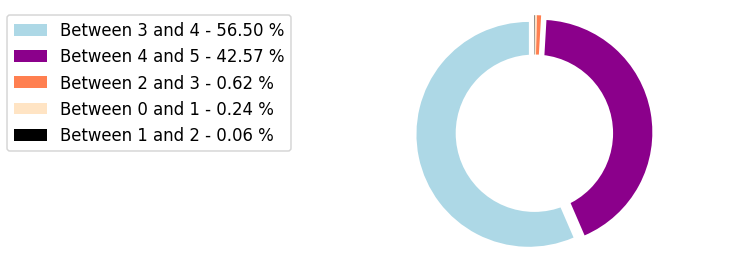 Between 3 and 4 - 56.50 %
Between 4 and 5 - 42.57 %
Between 2 and 3 - 0.62 %
Between 0 and 1 - 0.24 %
Between 1 and 2 - 0.06 %